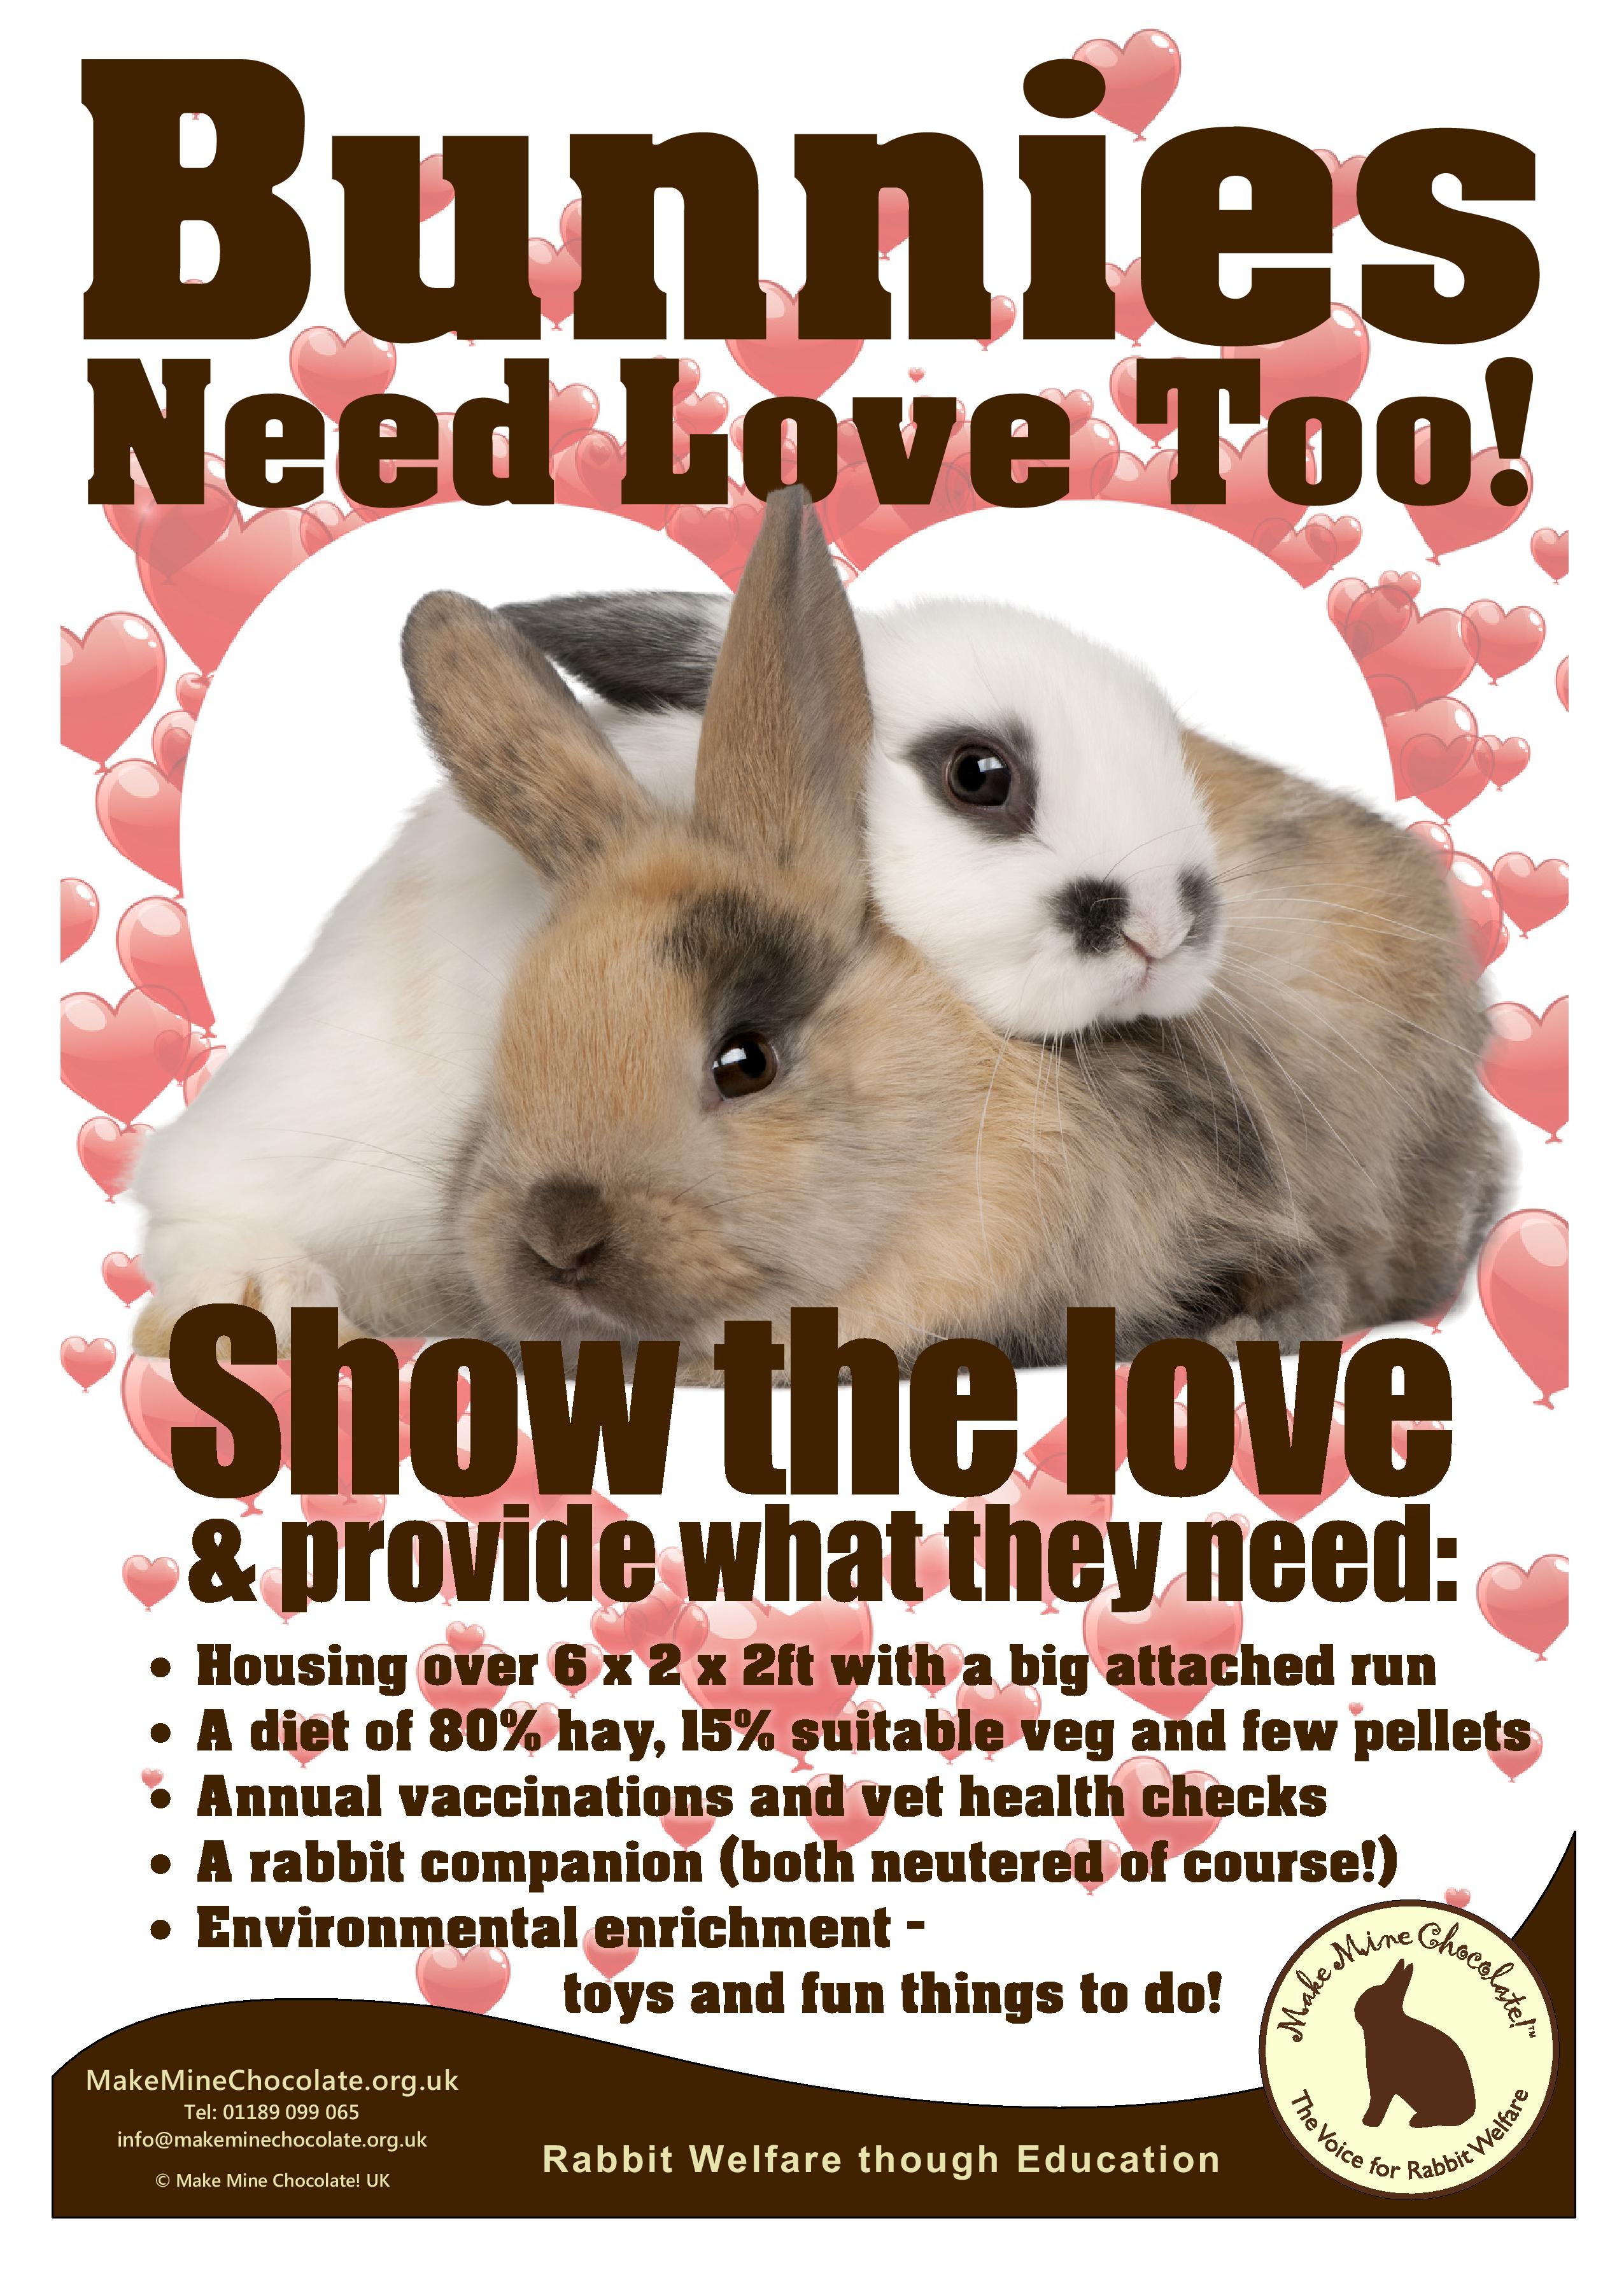 Bunnies
Need Love Too!
Show the love
& provide what they need:
• Housing over 6 x 2 x 2ft with a big attached run
• A diet of 80% hay, 15% suitable veg and few pellets
• Annual vaccinations and vet health checks
• A rabbit companion (both neutered of course!)
• Environmental enrichment -
toys and fun things to do!
MakeMineChocolate.org.uk
Tel: 01189 099 065
info@makeminechocolate.org.uk
© Make Mine Chocolate! UK
Rabbit Welfare though Education
Make Mine Chocolate!™
The Voice for Rabbit Welfare